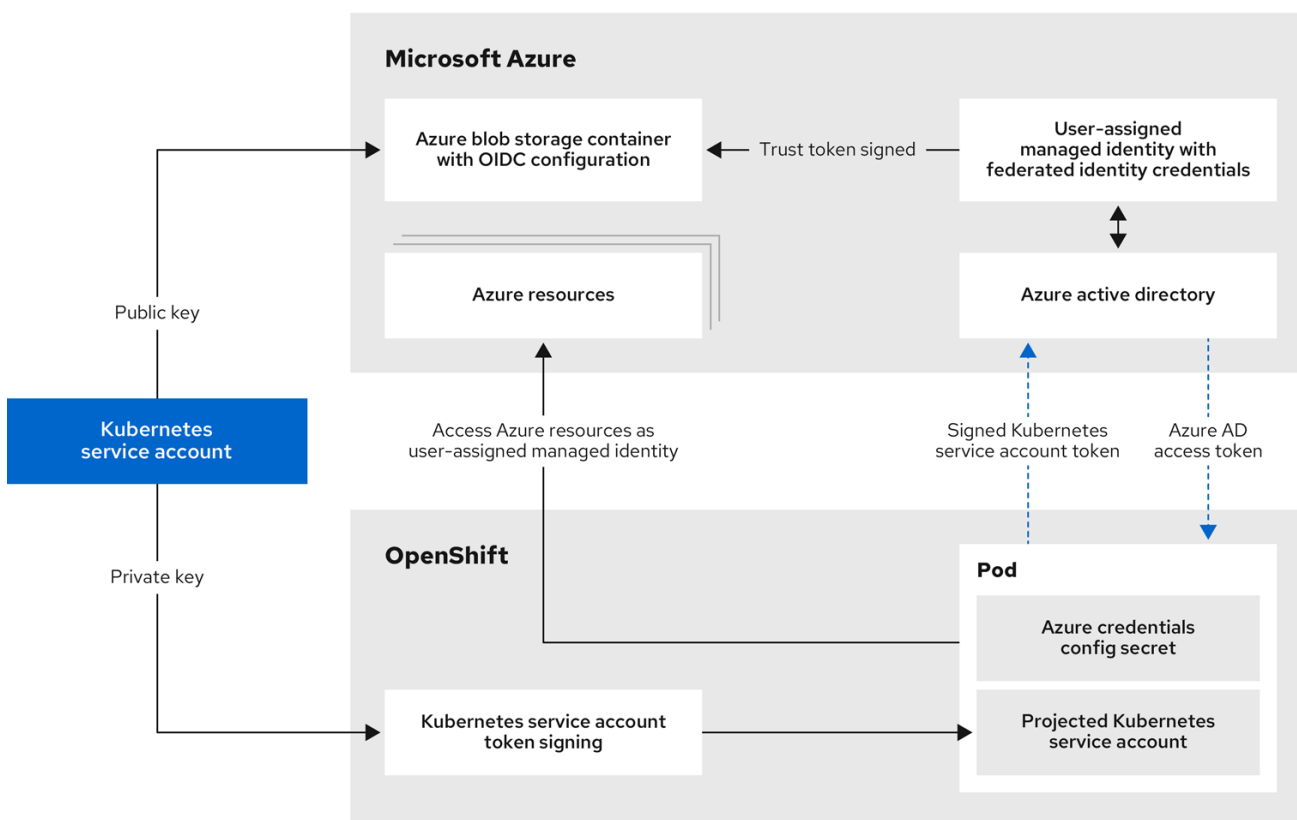 Microsoft Azure
Azure blob storage container
with OIDC configuration
Trust token signed
User-assigned
managed identity with
federated identity credentials
Azure resources
Azure active directory
Public key
Kubernetes
service account
Access Azure resources as
user-assigned managed identity
Signed Kubernetes
service account token
Azure AD
access token
Private key
OpenShift
Pod
Azure credentials
config secret
Kubernetes service account
token signing
Projected Kubernetes
service account